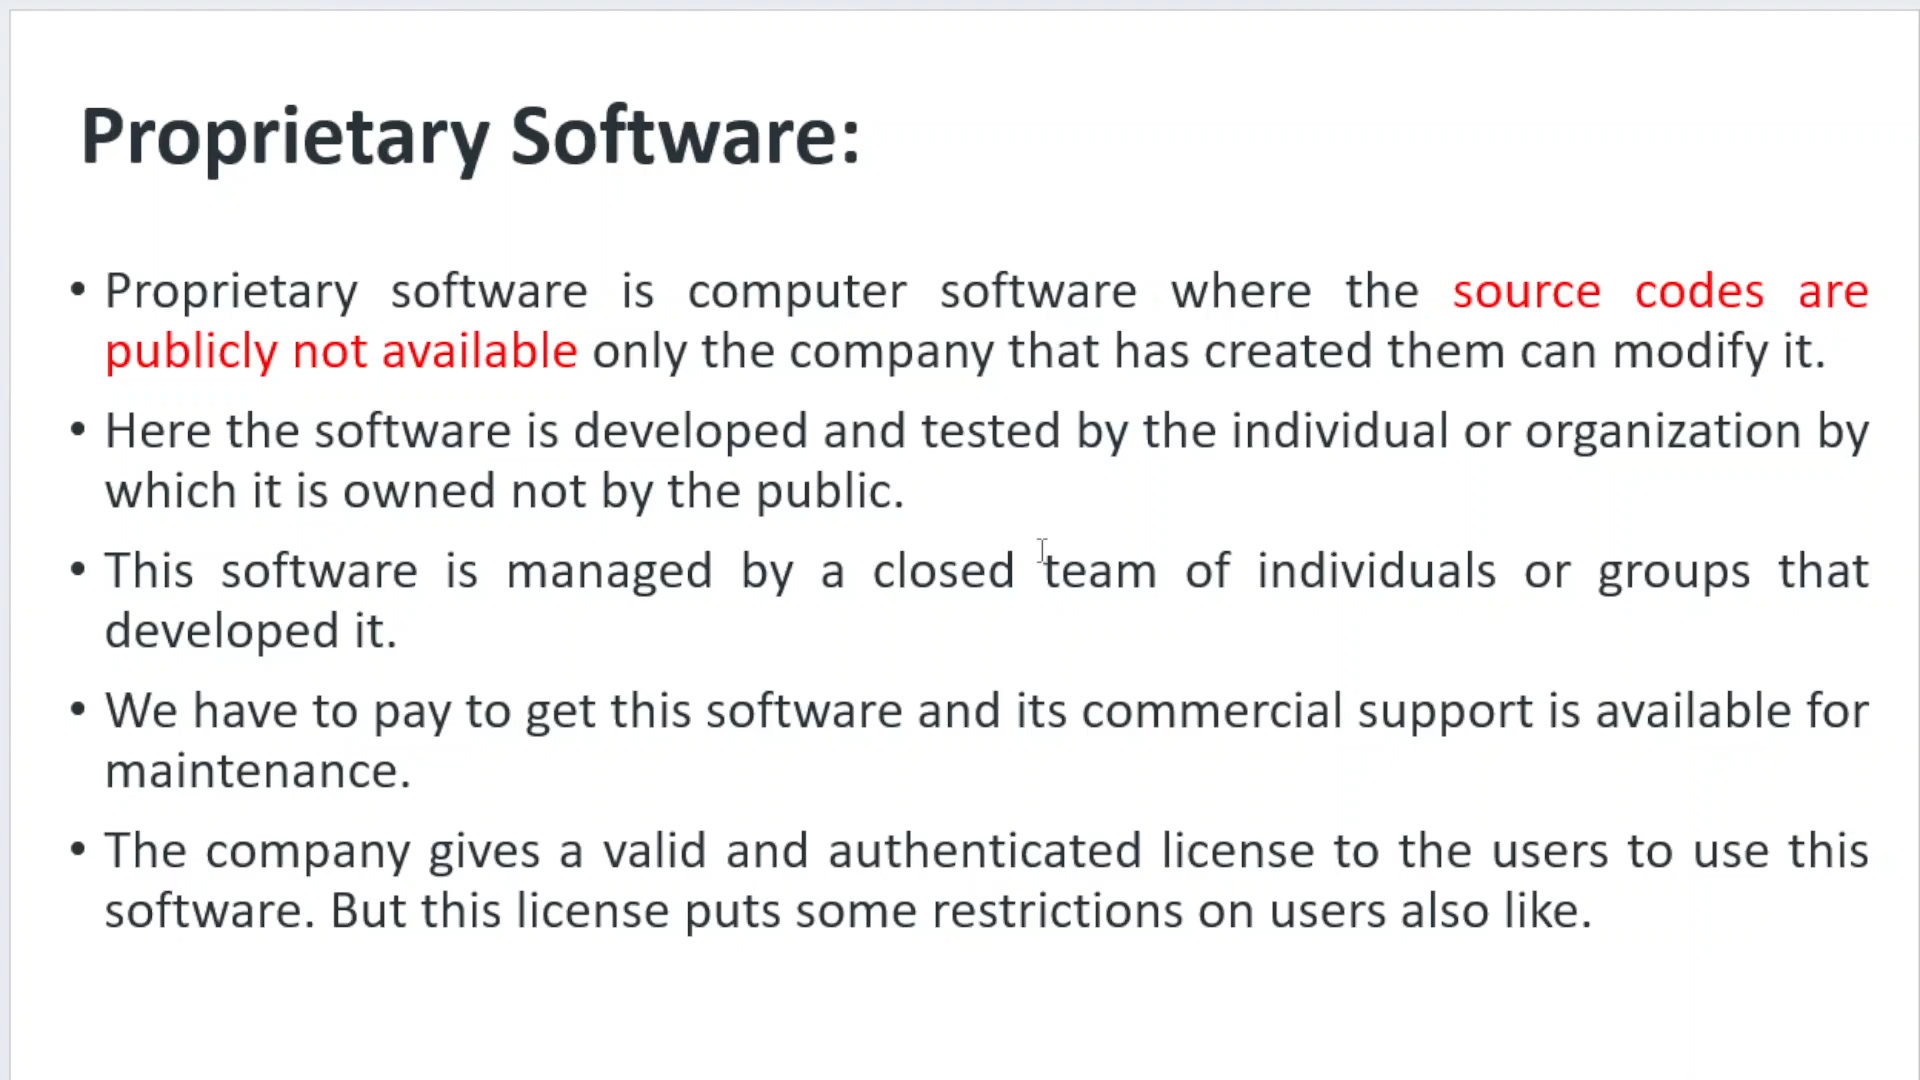 Proprietary Software:
• Proprietary software is computer software where the source codes are
publicly not available only the company that has created them can modify it.
• Here the software is developed and tested by the individual or organization by
which it is owned not by the public.
• This software is managed by a closed team of individuals or groups that
developed it.
• We have to pay to get this software and its commercial support is available for
maintenance.
• The company gives a valid and authenticated license to the users to use this
software. But this license puts some restrictions on users also like.